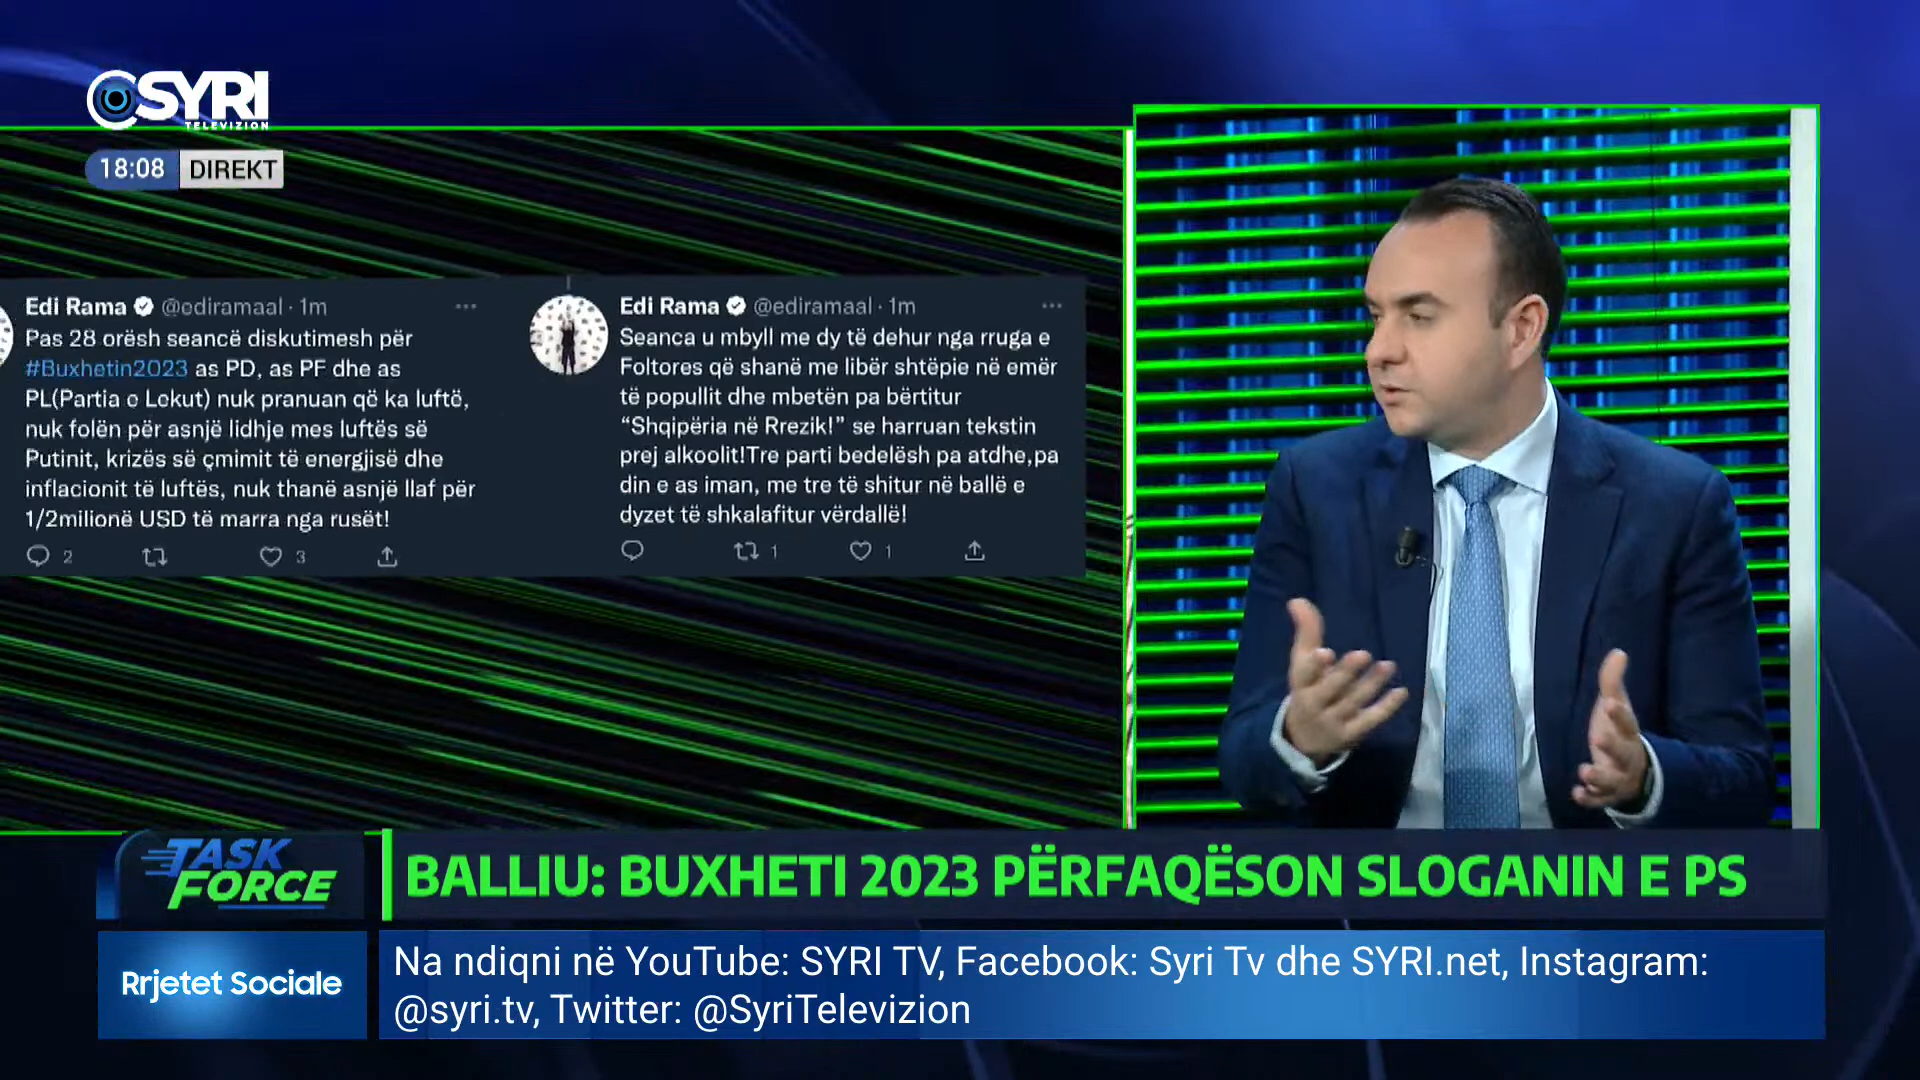 SYRI
TELEVIZION
18:08 DIREKT
Edi Rama @ediramaal · 1m
Pas 28 orësh seancë diskutimesh për
#Buxhetin2023 as PD, as PF dhe as
PL(Partia e Lekut) nuk pranuan që ka luftë,
nuk folën për asnjë lidhje mes luftës së
Putinit, krizës së çmimit të energjisë dhe
inflacionit të luftës, nuk thanë asnjë llaf për
1/2milionë USD të marra nga rusët!
2 3
Edi Rama @ediramaal · 1m
Seanca u mbyll me dy të dehur nga rruga e
Foltores që shanë me libër shtëpie në emër
të popullit dhe mbetën pa bërtitur
“Shqipëria në Rrezik!” se harruan tekstin
prej alkoolit!Tre parti bedelësh pa atdhe,pa
din e as iman, me tre të shitur në ballë e
dyzet të shkalafitur vërdallë!
1 1
TASK
FORCE
BALLIU: BUXHETI 2023 PËRFAQËSON SLOGANIN E PS
Rrjetet Sociale
Na ndiqni në YouTube: SYRI TV, Facebook: Syri Tv dhe SYRI.net, Instagram:
@syri.tv, Twitter: @SyriTelevizion